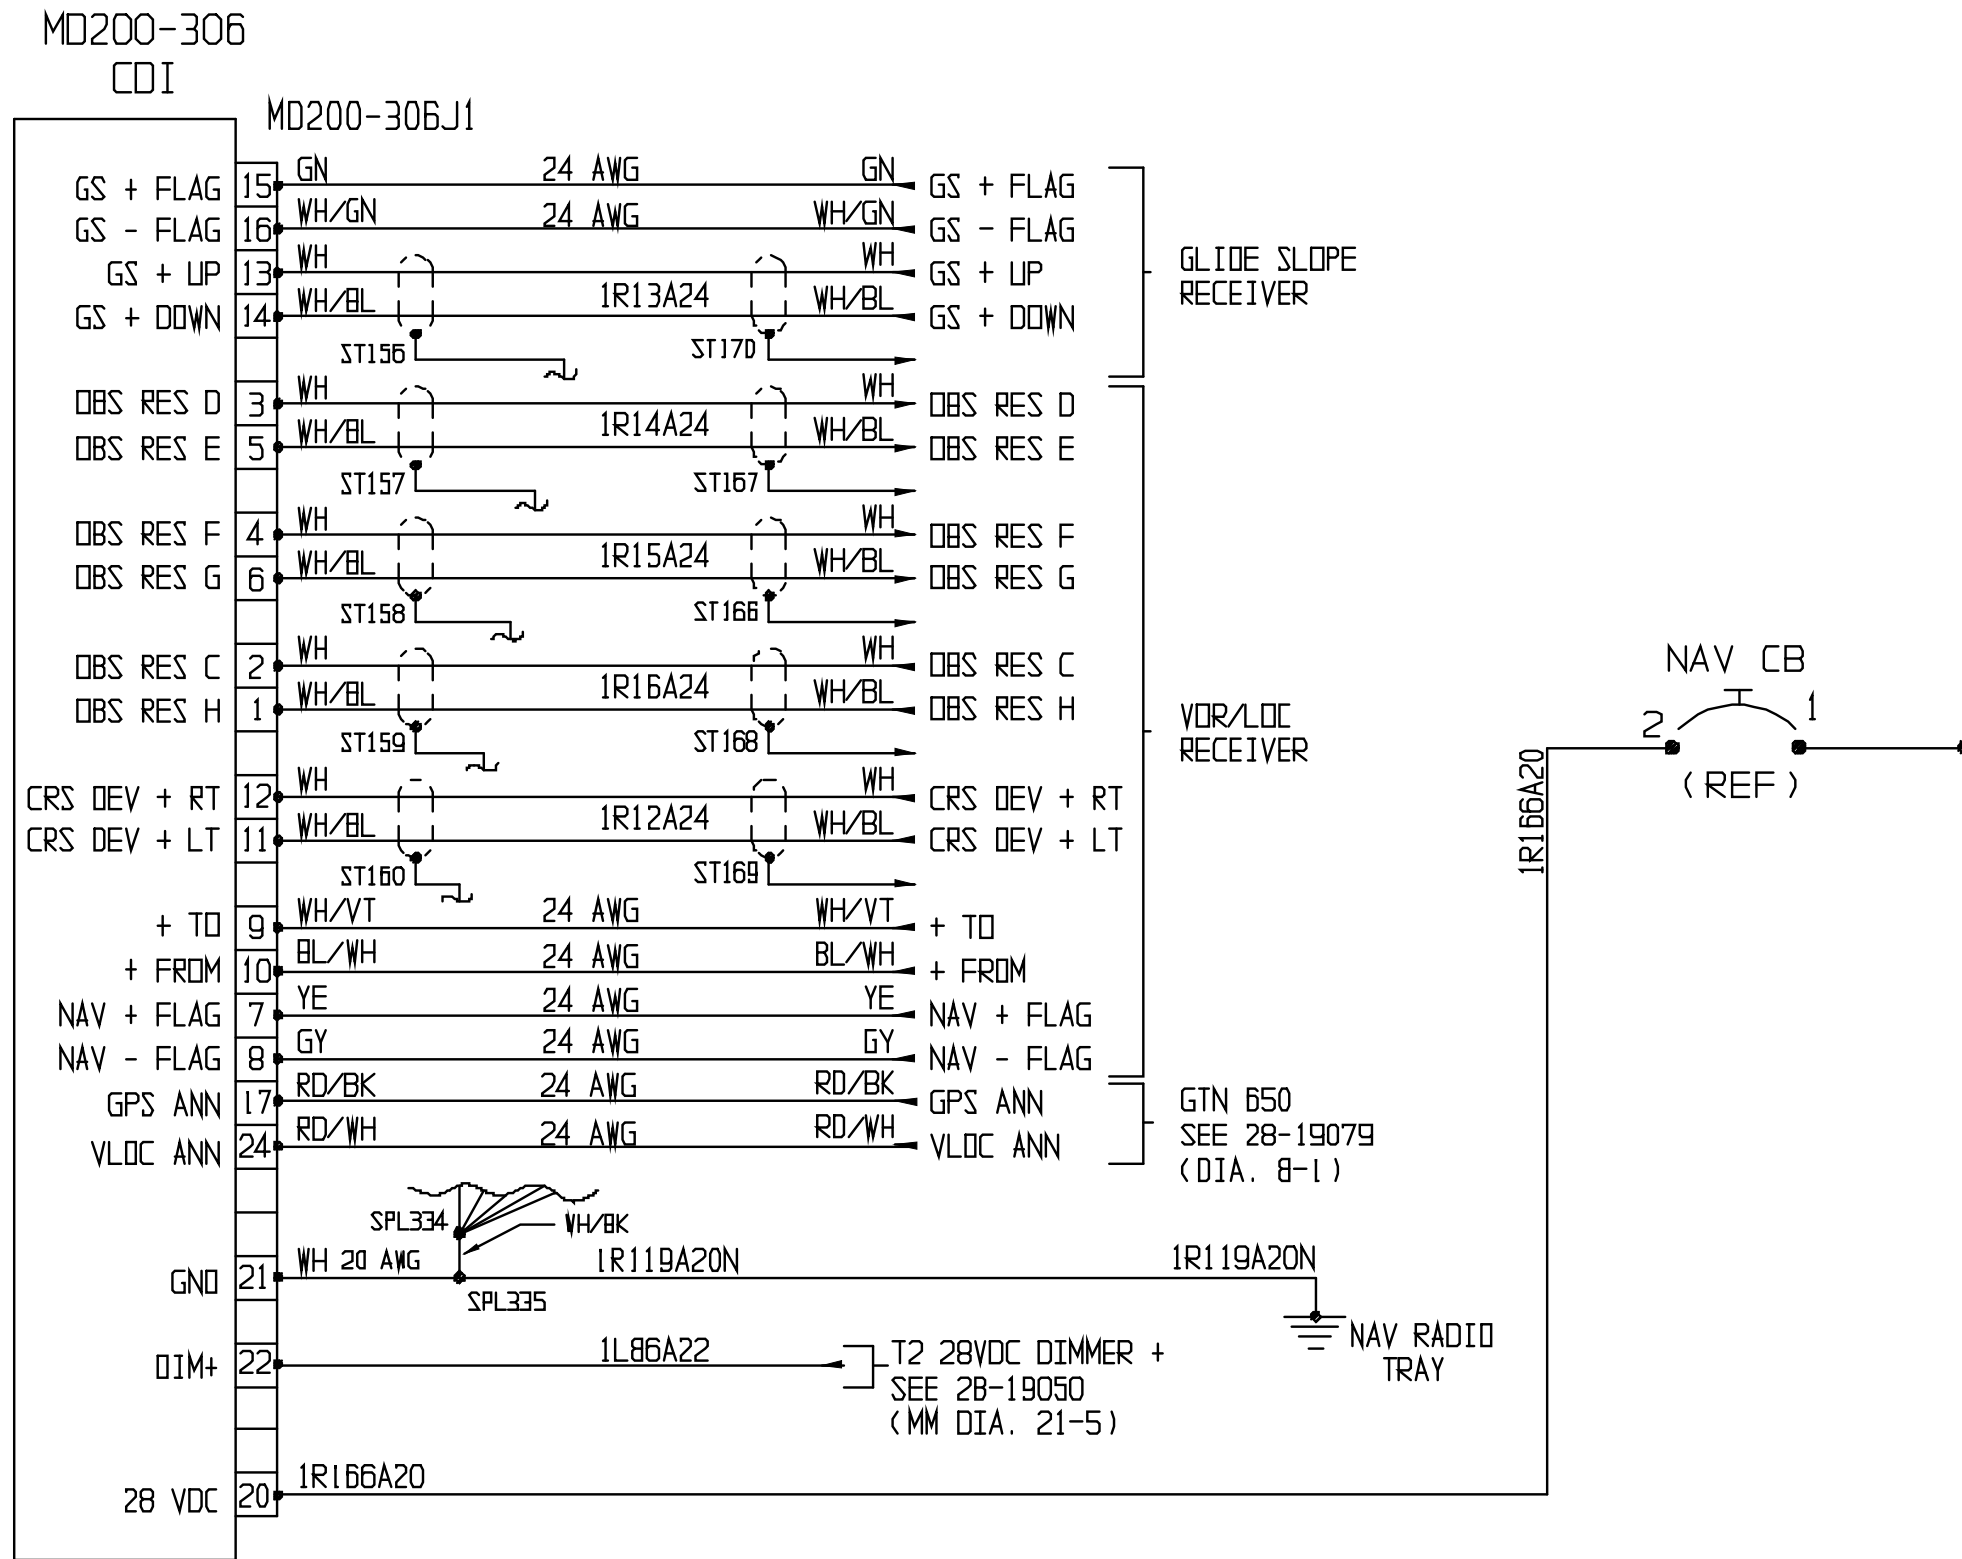 MD200-306
CDI
MD200-306J1
GS + FLAG 15 GN 24 AWG GN GS + FLAG
GS - FLAG 16 WH/GN 24 AWG WH/GN GS - FLAG
GS + UP 13 WH WH GS + UP
GS + DOWN 14 WH/BL 1R13A24 WH/BL GS + DOWN
GLIDE SLOPE
RECEIVER
ST156 ST170
OBS RES D 3 WH WH OBS RES D
OBS RES E 5 WH/BL 1R14A24 WH/BL OBS RES E
ST157 ST167
OBS RES F 4 WH WH OBS RES F
OBS RES G 6 WH/BL 1R15A24 WH/BL OBS RES G
ST158 ST166
OBS RES C 2 WH WH OBS RES C
OBS RES H 1 WH/BL 1R16A24 WH/BL OBS RES H
ST159 ST168
VOR/LOC
RECEIVER
NAV CB
2 1
(REF)
1R166A20
CRS DEV + RT 12 WH WH CRS DEV + RT
CRS DEV + LT 11 WH/BL 1R12A24 WH/BL CRS DEV + LT
ST160 ST169
+ TO 9 WH/VT 24 AWG WH/VT + TO
+ FROM 10 BL/WH 24 AWG BL/WH + FROM
NAV + FLAG 7 YE 24 AWG YE NAV + FLAG
NAV - FLAG 8 GY 24 AWG GY NAV - FLAG
GPS ANN 17 RD/BK 24 AWG RD/BK GPS ANN
VLOC ANN 24 RD/WH 24 AWG RD/WH VLOC ANN
GTN 650
SEE 28-19079
(DIA. 8-1)
SPL334 WH/BK
GND 21 WH 20 AWG 1R119A20N 1R119A20N
SPL335
NAV RADIO
TRAY
DIM+ 22 1L86A22 T2 28VDC DIMMER +
SEE 28-19050
(MM DIA. 21-5)
28 VDC 20 1R166A20